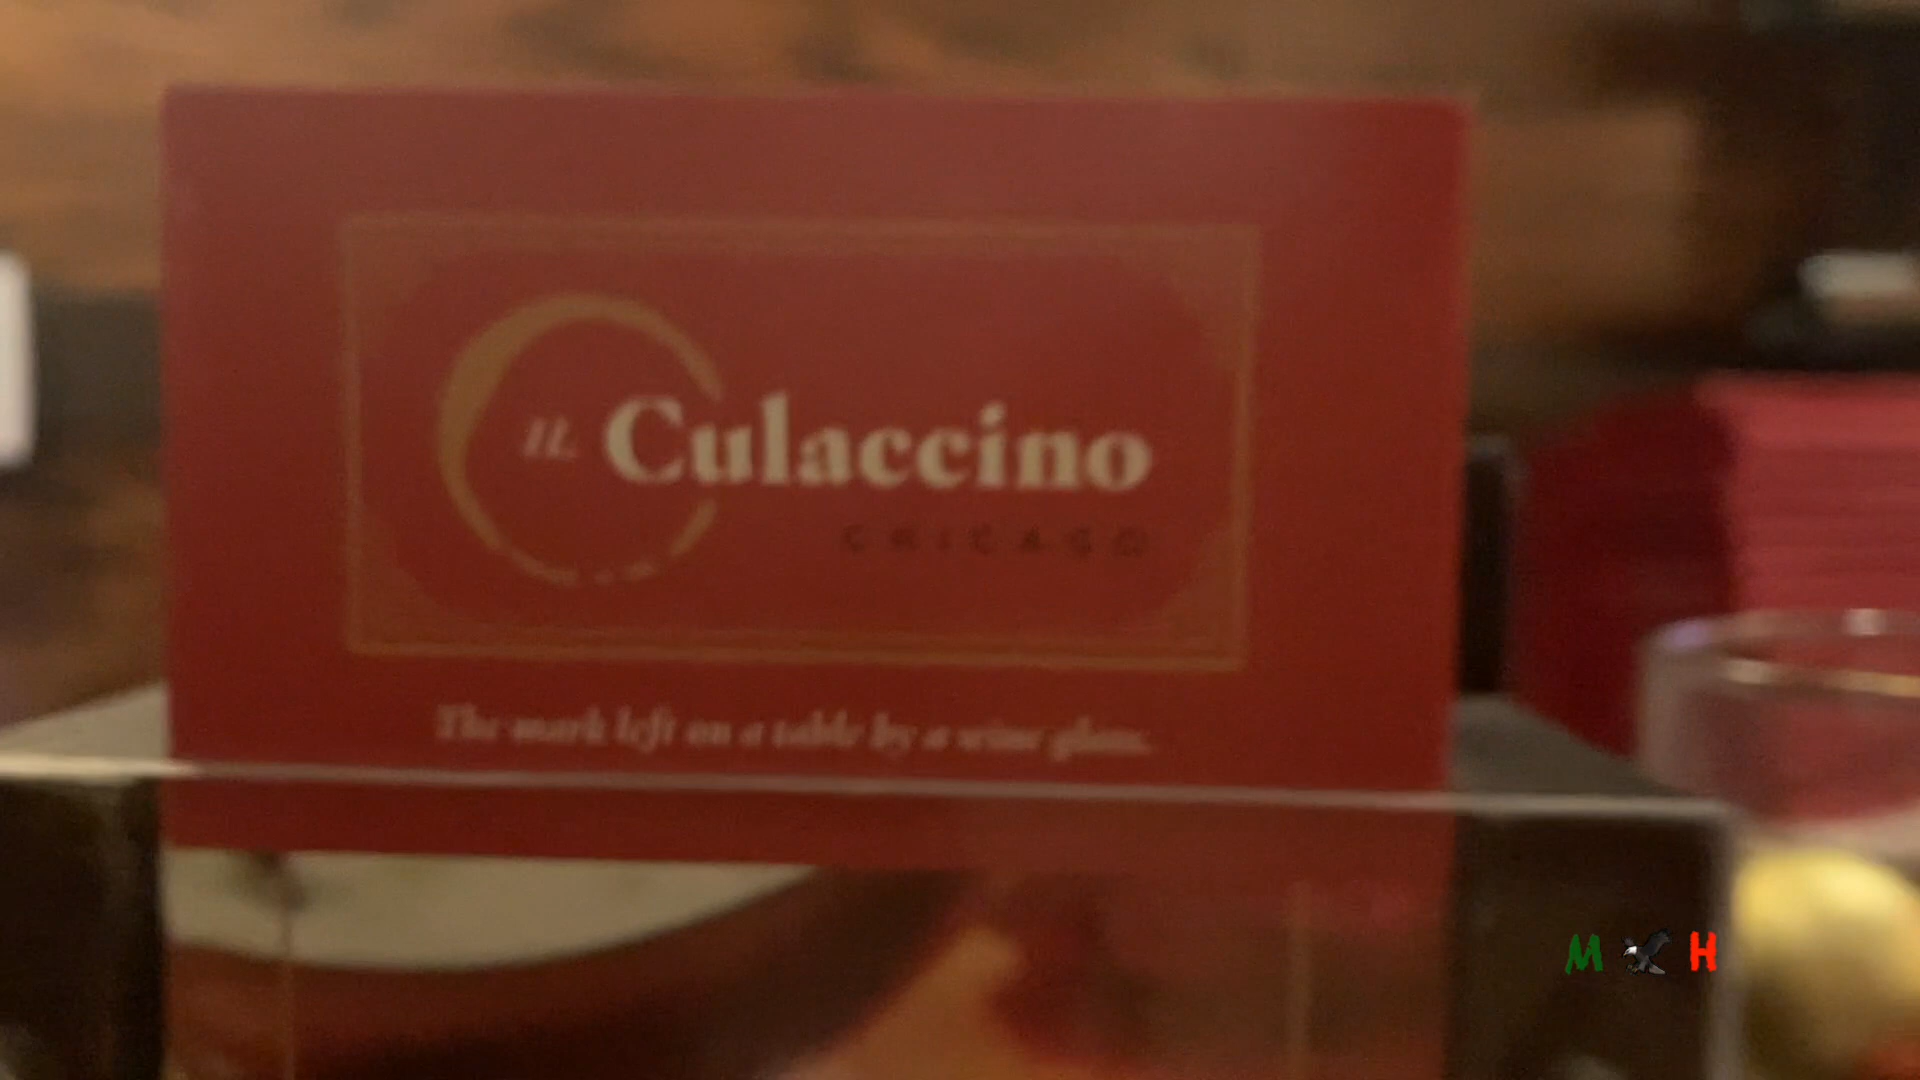 IL Culaccino
CHICAGO
The mark left on a table by a wine glass.
M H